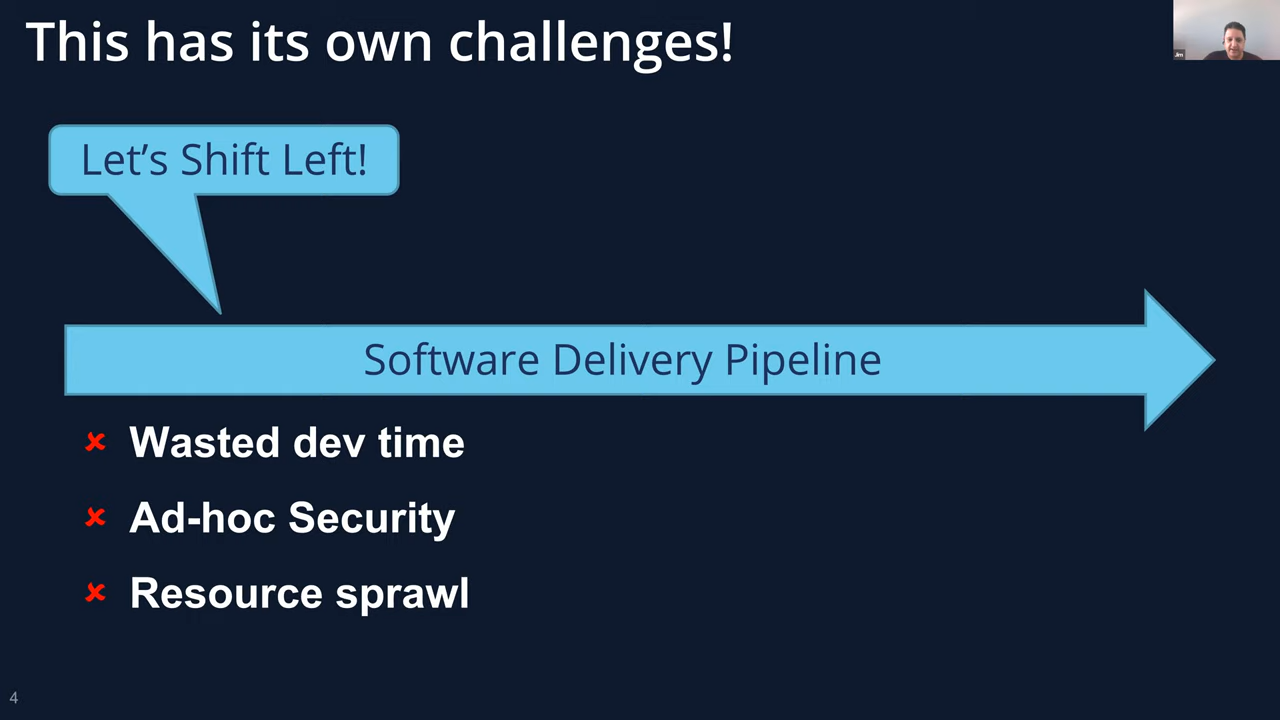 This has its own challenges!
Jim
Let's Shift Left!
Software Delivery Pipeline
✘ Wasted dev time
✘ Ad-hoc Security
✘ Resource sprawl
4